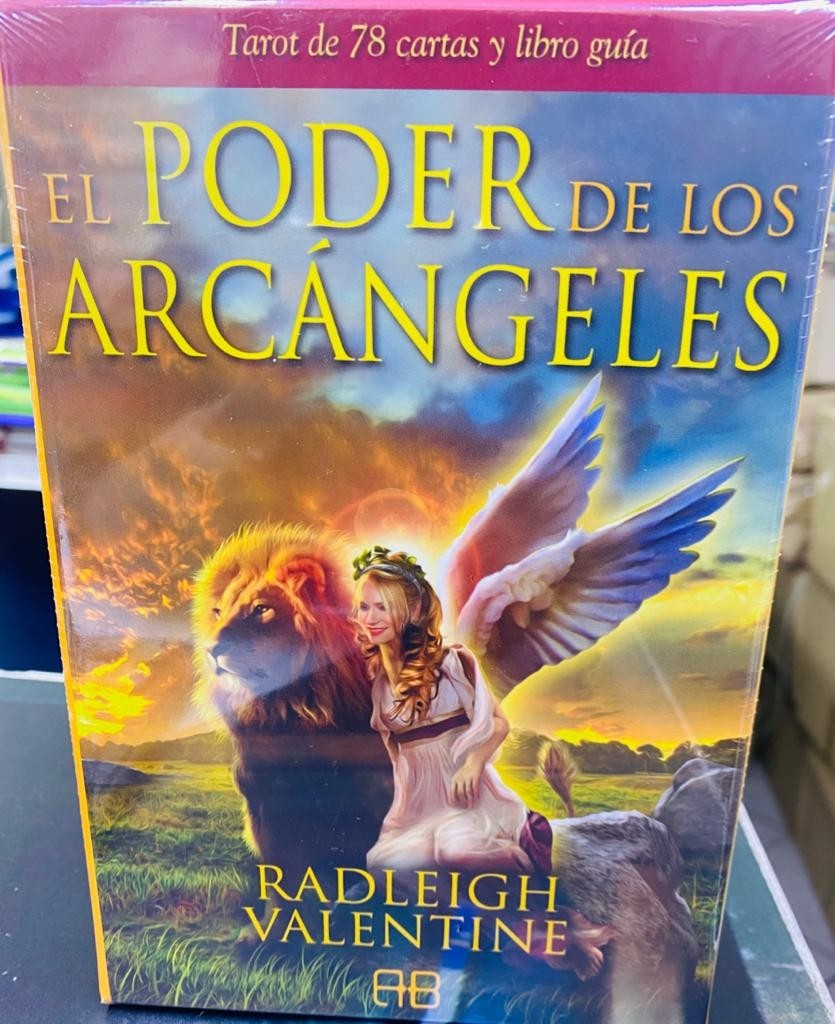 Tarot de 78 cartas y libro guía
EL PODER DE LOS
ARCÁNGELES
RADLEIGH
VALENTINE
AB